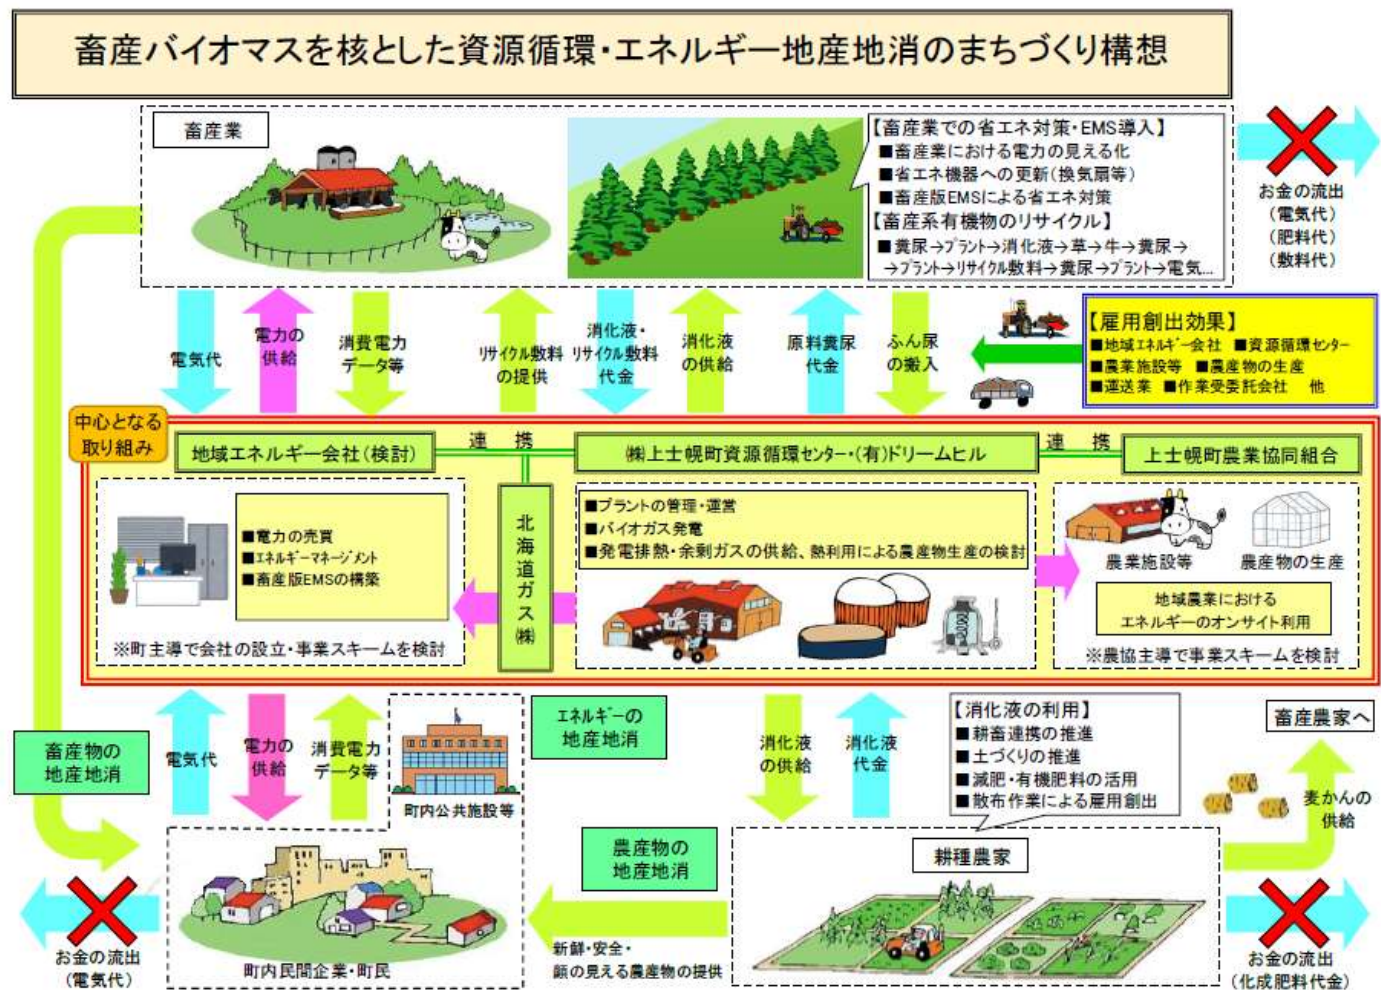 畜産バイオマスを核とした資源循環・エネルギー地産地消のまちづくり構想
畜産業
【畜産業での省エネ対策・EMS導入】
■畜産業における電力の見える化
■省エネ機器への更新(換気扇等)
■畜産版EMSによる省エネ対策
【畜産系有機物のリサイクル】
■糞尿→プラント→消化液→草→牛→糞尿→
→プラント→リサイクル敷料→糞尿→プラント→電気…
お金の流出
(電気代)
(肥料代)
(敷料代)
電気代
電力の
供給
消費電力
データ等
リサイクル敷料
の提供
消化液・
リサイクル敷料
代金
消化液
の供給
原料糞尿
代金
ふん尿
の搬入
【雇用創出効果】
■地域エネルギー会社 ■資源循環センター
■農業施設等 ■農産物の生産
■運送業 ■作業受委託会社 他
中心となる
取り組み
地域エネルギー会社(検討)
連 携
㈱上士幌町資源循環センター・(有)ドリームヒル
連 携
上士幌町農業協同組合
■電力の売買
■エネルギーマネージメント
■畜産版EMSの構築
※町主導で会社の設立・事業スキームを検討
北海道ガス㈱
■プラントの管理・運営
■バイオガス発電
■発電排熱・余剰ガスの供給、熱利用による農産物生産の検討
農業施設等
農産物の生産
地域農業における
エネルギーのオンサイト利用
※農協主導で事業スキームを検討
畜産物の
地産地消
電気代
電力の
供給
消費電力
データ等
町内公共施設等
エネルギーの
地産地消
消化液
の供給
消化液
代金
【消化液の利用】
■耕畜連携の推進
■土づくりの推進
■減肥・有機肥料の活用
■散布作業による雇用創出
畜産農家へ
麦かんの
供給
農産物の
地産地消
耕種農家
お金の流出
(電気代)
町内民間企業・町民
新鮮・安全・
顔の見える農産物の提供
お金の流出
(化成肥料代金)